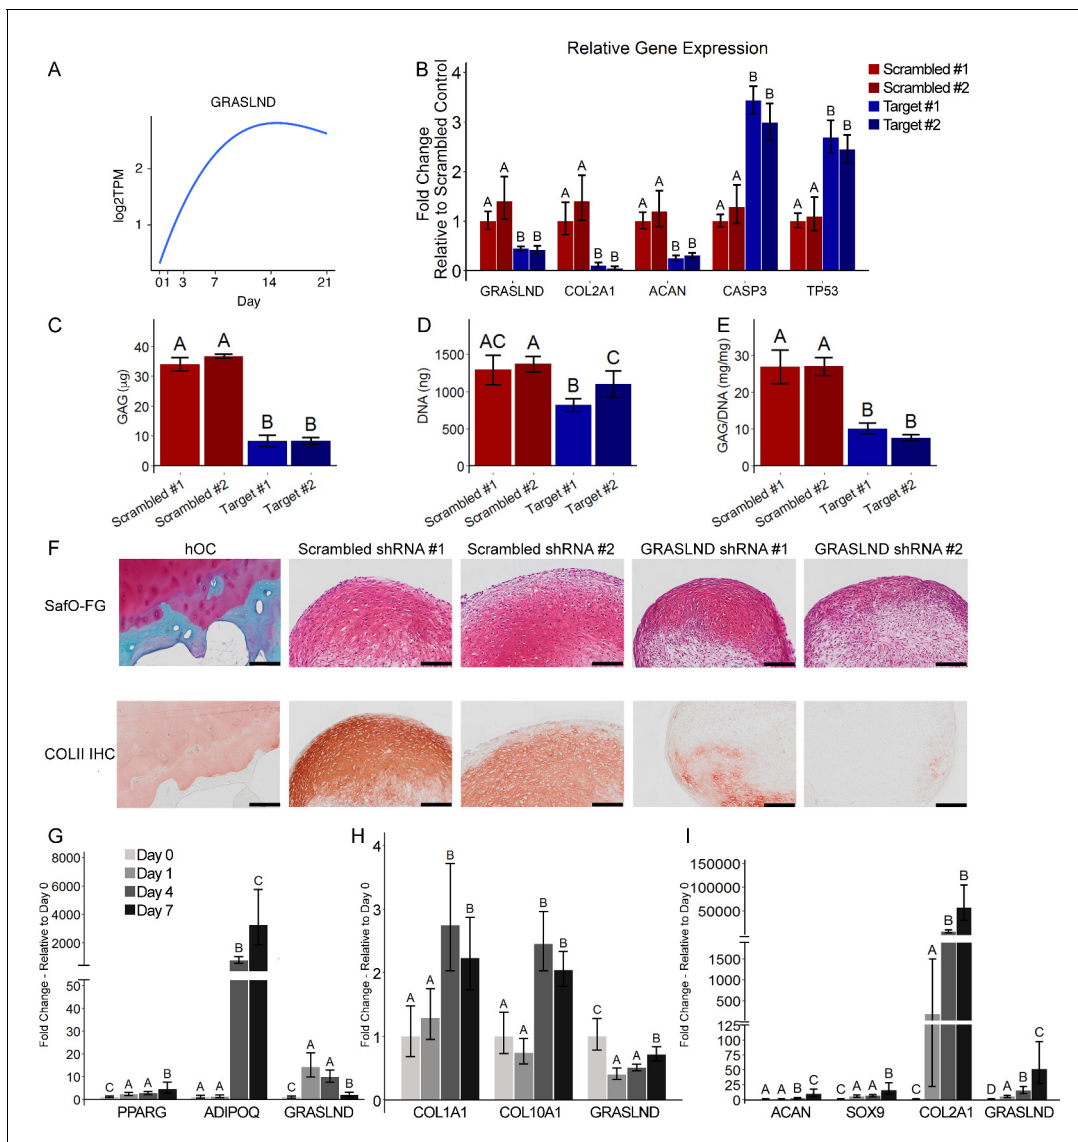 A
GRASLND
log2TPM
2
1
0 1 3 7 14 21
Day
B
Relative Gene Expression
Fold Change
Relative to Scrambled Control
4
3
2
1
0
A A B B A A B B A A B B A A B B A A B B
GRASLND COL2A1 ACAN CASP3 TP53
Scrambled #1
Scrambled #2
Target #1
Target #2
C
GAG (µg)
40
30
20
10
0
A A B B
Scrambled #1 Scrambled #2 Target #1 Target #2
D
DNA (ng)
1500
1000
500
0
AC A B C
Scrambled #1 Scrambled #2 Target #1 Target #2
E
GAG/DNA (mg/mg)
30
20
10
0
A A B B
Scrambled #1 Scrambled #2 Target #1 Target #2
F
hOC Scrambled shRNA #1 Scrambled shRNA #2 GRASLND shRNA #1 GRASLND shRNA #2
SafO-FG
COLII IHC
G
Fold Change - Relative to Day 0
8000
6000
4000
2000
50
40
30
20
10
0
Day 0
Day 1
Day 4
Day 7
C A A B A A B C C A A B
PPARG ADIPOQ GRASLND
H
Fold Change - Relative to Day 0
4
3
2
1
0
A A B B A A B B C A A B
COL1A1 COL10A1 GRASLND
I
Fold Change - Relative to Day 0
150000
100000
50000
1500
1000
500
125
100
75
50
25
0
A A B C C A A B C A B B D A B C
ACAN SOX9 COL2A1 GRASLND